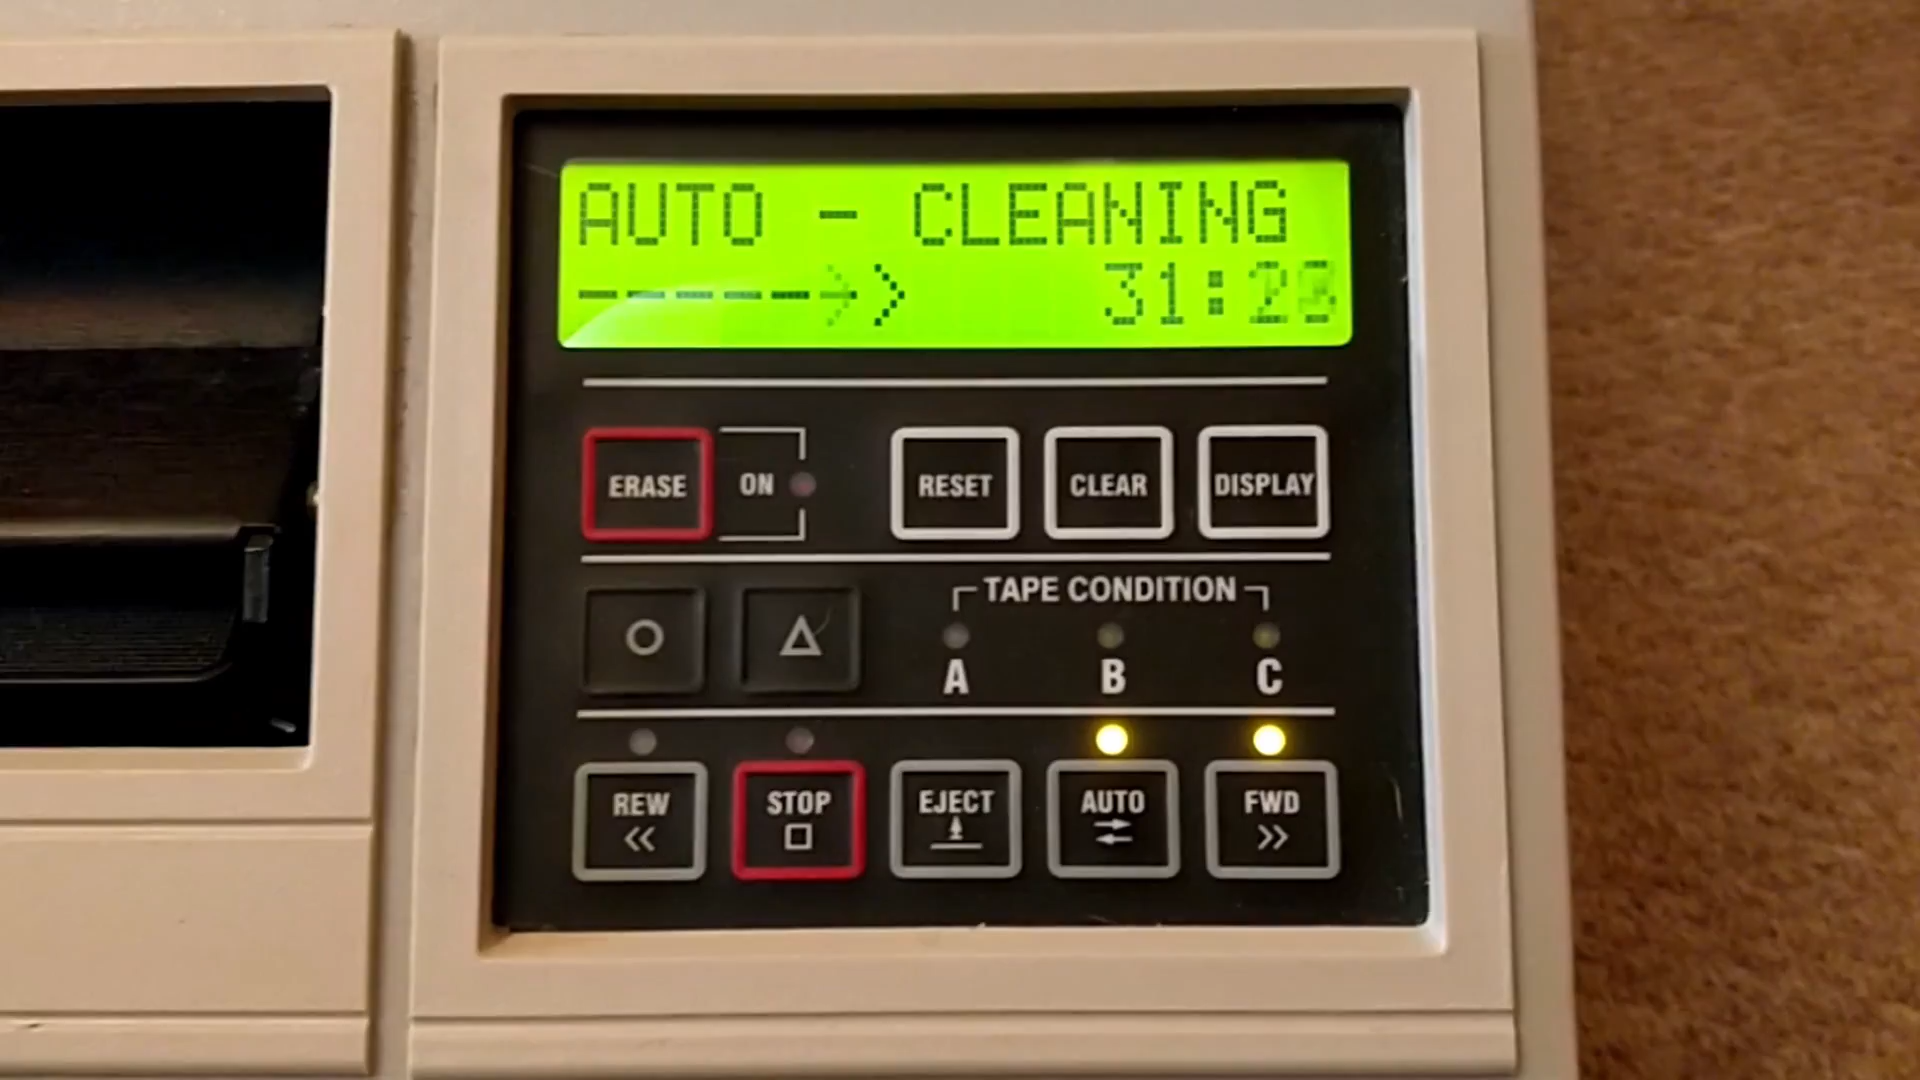 AUTO - CLEANING
----->> 31:2
ERASE ON RESET CLEAR DISPLAY
TAPE CONDITION
A B C
REW STOP EJECT AUTO FWD